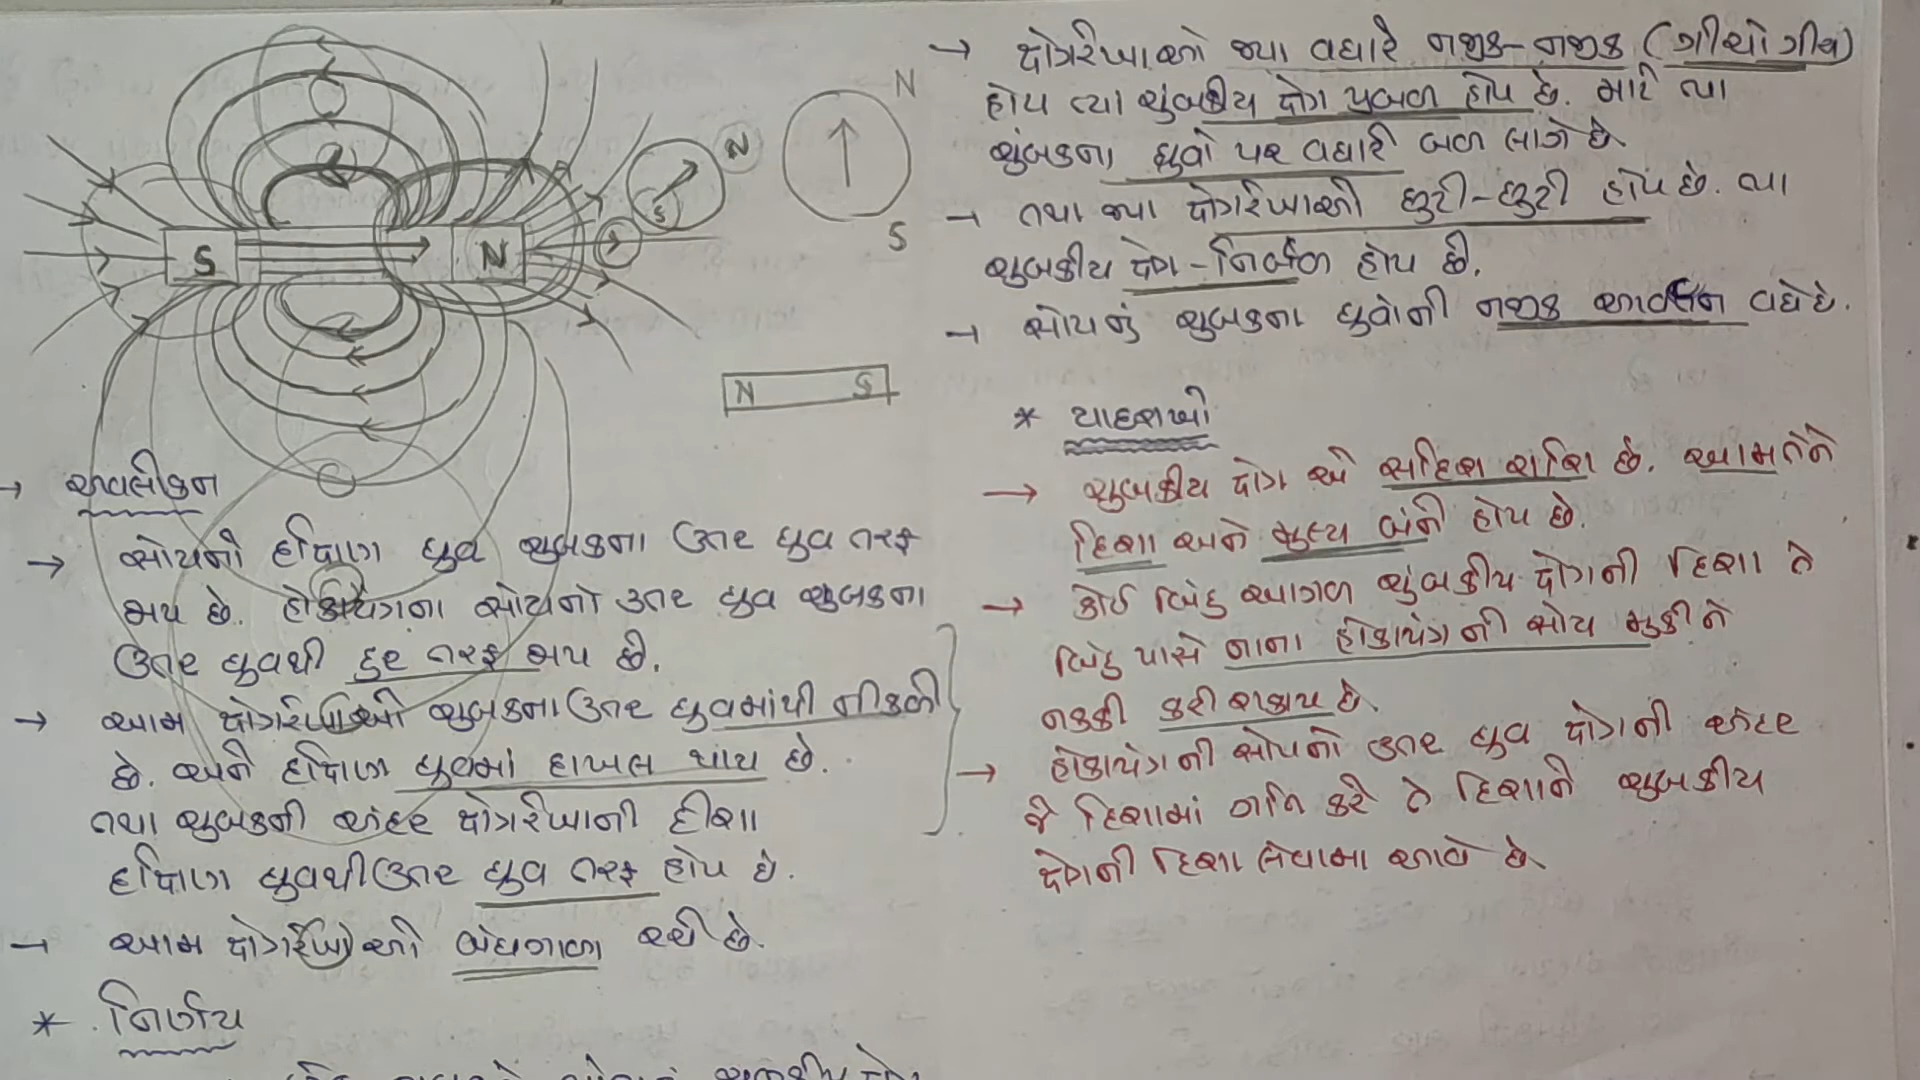 S
N
N
S
N
S
N S
→ અવલોકન
→ સોયનો દક્ષિણ ધ્રુવ ચુંબકના ઉત્તર ધ્રુવ તરફ
જાય છે. હોકાયંત્રના સોયનો ઉત્તર ધ્રુવ ચુંબકના
ઉત્તર ધ્રુવથી દુર તરફ જાય છે.
→ આમ ક્ષેત્રરેખાઓ ચુંબકના ઉત્તર ધ્રુવમાંથી નીકળી
છે. અને દક્ષિણ ધ્રુવમાં દાખલ થાય છે.
તથા ચુબકની અંદર ક્ષેત્રરેખાની દીશા
દક્ષિણ ધ્રુવથી ઉત્તર ધ્રુવ તરફ હોય છે.
→ આમ ક્ષેત્રરેખાઓ બંધગાળા રચે છે.
* નિર્ણય
→ ક્ષેત્રરેખાઓ જ્યા વધારે નજીક-નજીક (ગીચોગીચ)
હોય ત્યા ચુંબકીય ક્ષેત્ર પ્રબળ હોય છે. માટે ત્યા
ચુંબકના ધ્રુવો પર વધારે બળ લાગે છે.
→ તથા જ્યા ક્ષેત્રરેખાઓ છુટી-છુટી હોય છે. ત્યા
ચુંબકીય ક્ષેત્ર-નિર્બળ હોય છે.
→ સોયનું ચુંબકના ધ્રુવોની નજીક આવર્તન વધે છે.
* યાદરાખો
→ ચુબકીય ક્ષેત્ર એ સદિશ રાશિ છે. આમ તેને
દિશા અને મુલ્ય બંને હોય છે.
→ કોઈ બિંદુ આગળ ચુંબકીય ક્ષેત્રની દિશા તે
બિંદુ પાસે નાના હોકાયંત્રની સોય મુકીને
નક્કી કરી શકાય છે.
→ હોકાયંત્રની સોયનો ઉત્તર ધ્રુવ ક્ષેત્રની અંદર
જે દિશામાં ગતિ કરે તે દિશાને ચુબકીય
ક્ષેત્રની દિશા લેવામા આવે છે.